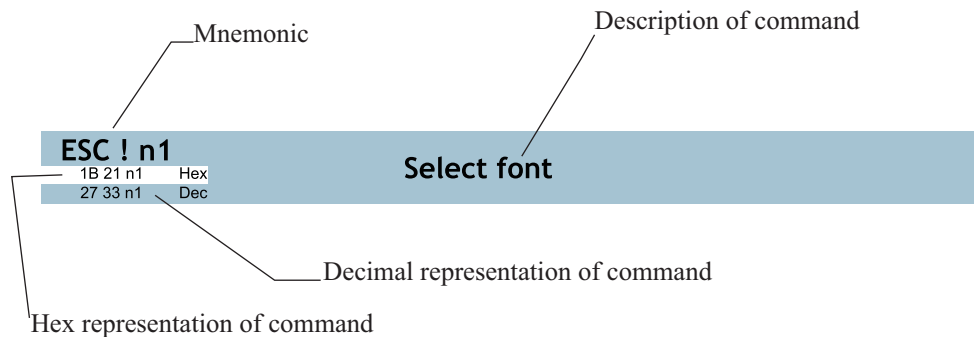 Description of command
Mnemonic
ESC ! n1
Select font
1B 21 n1 Hex
27 33 n1 Dec
Decimal representation of command
Hex representation of command